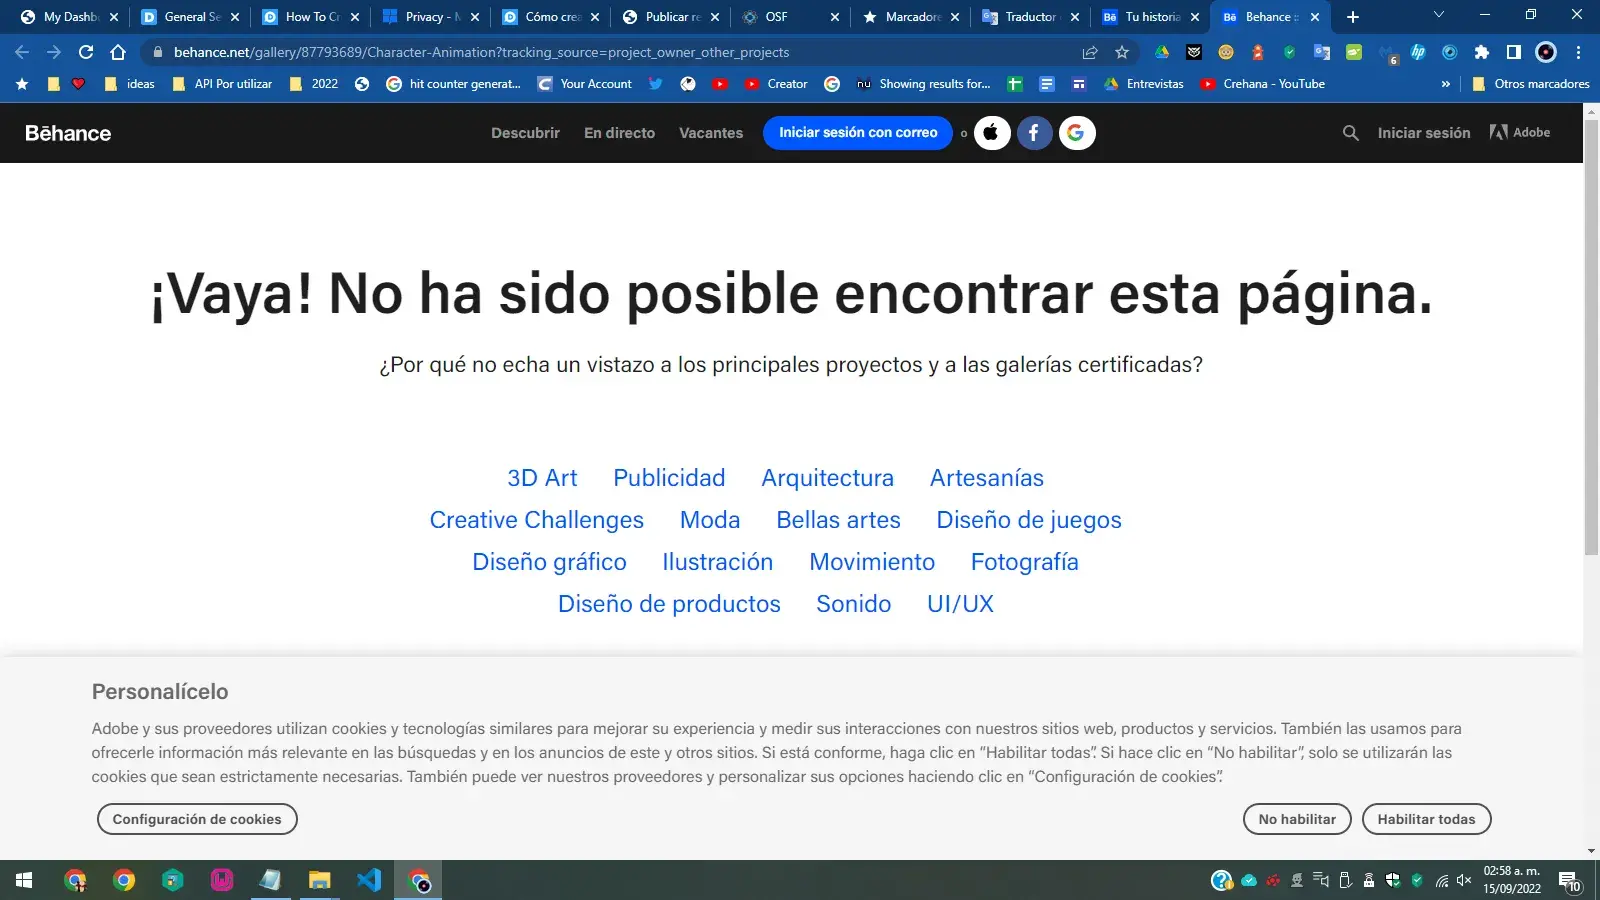 My Dashb
General Se
How To Cr
Privacy - M
Cómo crea
Publicar re
OSF
Marcadore
Traductor
Tu historia
Behance ::
behance.net/gallery/87793689/Character-Animation?tracking_source=project_owner_other_projects
6
ideas
API Por utilizar
2022
hit counter generat...
Your Account
Creator
nu
Showing results for...
Entrevistas
Crehana - YouTube
»
Otros marcadores
Bēhance
Descubrir
En directo
Vacantes
Iniciar sesión con correo
o
Iniciar sesión
Adobe
¡Vaya! No ha sido posible encontrar esta página.
¿Por qué no echa un vistazo a los principales proyectos y a las galerías certificadas?
3D Art Publicidad Arquitectura Artesanías
Creative Challenges Moda Bellas artes Diseño de juegos
Diseño gráfico Ilustración Movimiento Fotografía
Diseño de productos Sonido UI/UX
Personalícelo
Adobe y sus proveedores utilizan cookies y tecnologías similares para mejorar su experiencia y medir sus interacciones con nuestros sitios web, productos y servicios. También las usamos para
ofrecerle información más relevante en las búsquedas y en los anuncios de este y otros sitios. Si está conforme, haga clic en “Habilitar todas”. Si hace clic en “No habilitar”, solo se utilizarán las
cookies que sean estrictamente necesarias. También puede ver nuestros proveedores y personalizar sus opciones haciendo clic en “Configuración de cookies”.
Configuración de cookies
No habilitar
Habilitar todas
02:58 a. m.
15/09/2022
10